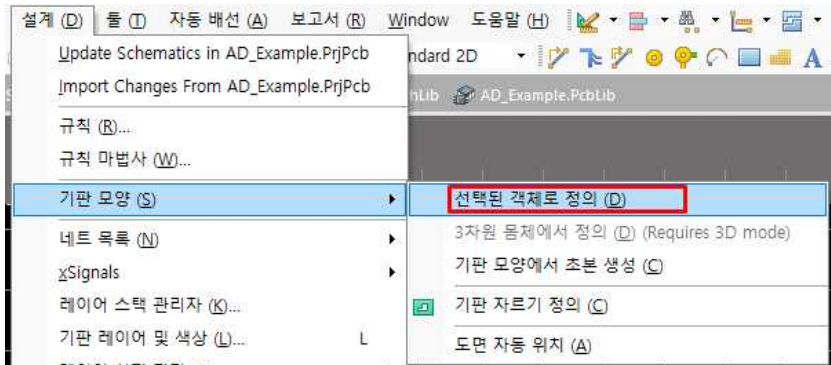 설계 (D) 툴 (T) 자동 배선 (A) 보고서 (R) Window 도움말 (H)
Update Schematics in AD_Example.PrjPcb
ndard 2D
A
Import Changes From AD_Example.PrjPcb
hLib AD_Example.PcbLib
규칙 (R)...
규칙 마법사 (W)...
기판 모양 (S)
선택된 객체로 정의 (D)
네트 목록 (N)
3차원 몸체에서 정의 (D) (Requires 3D mode)
xSignals
기판 모양에서 초본 생성 (C)
레이어 스택 관리자 (K)...
기판 자르기 정의 (C)
기판 레이어 및 색상 (L)... L
도면 자동 위치 (A)